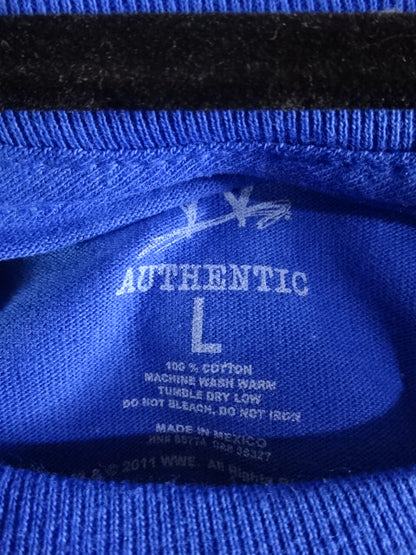 AUTHENTIC
L
100 % COTTON
MACHINE WASH WARM
TUMBLE DRY LOW
DO NOT BLEACH, DO NOT IRON
MADE IN MEXICO
© 2011 WWE. All Rights